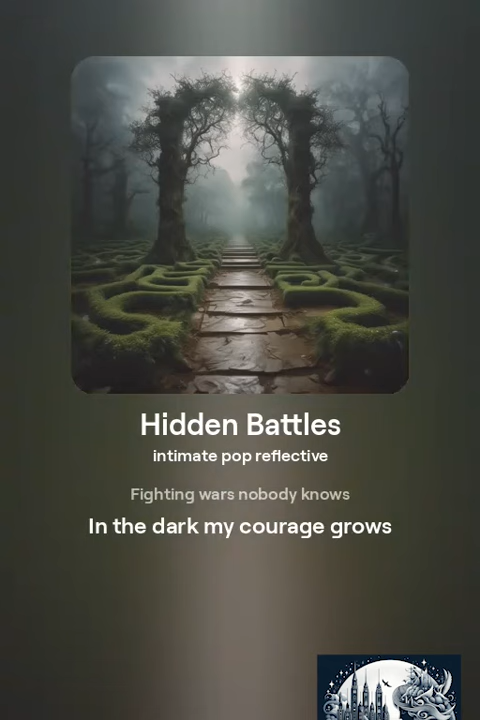 Hidden Battles
intimate pop reflective
Fighting wars nobody knows
In the dark my courage grows